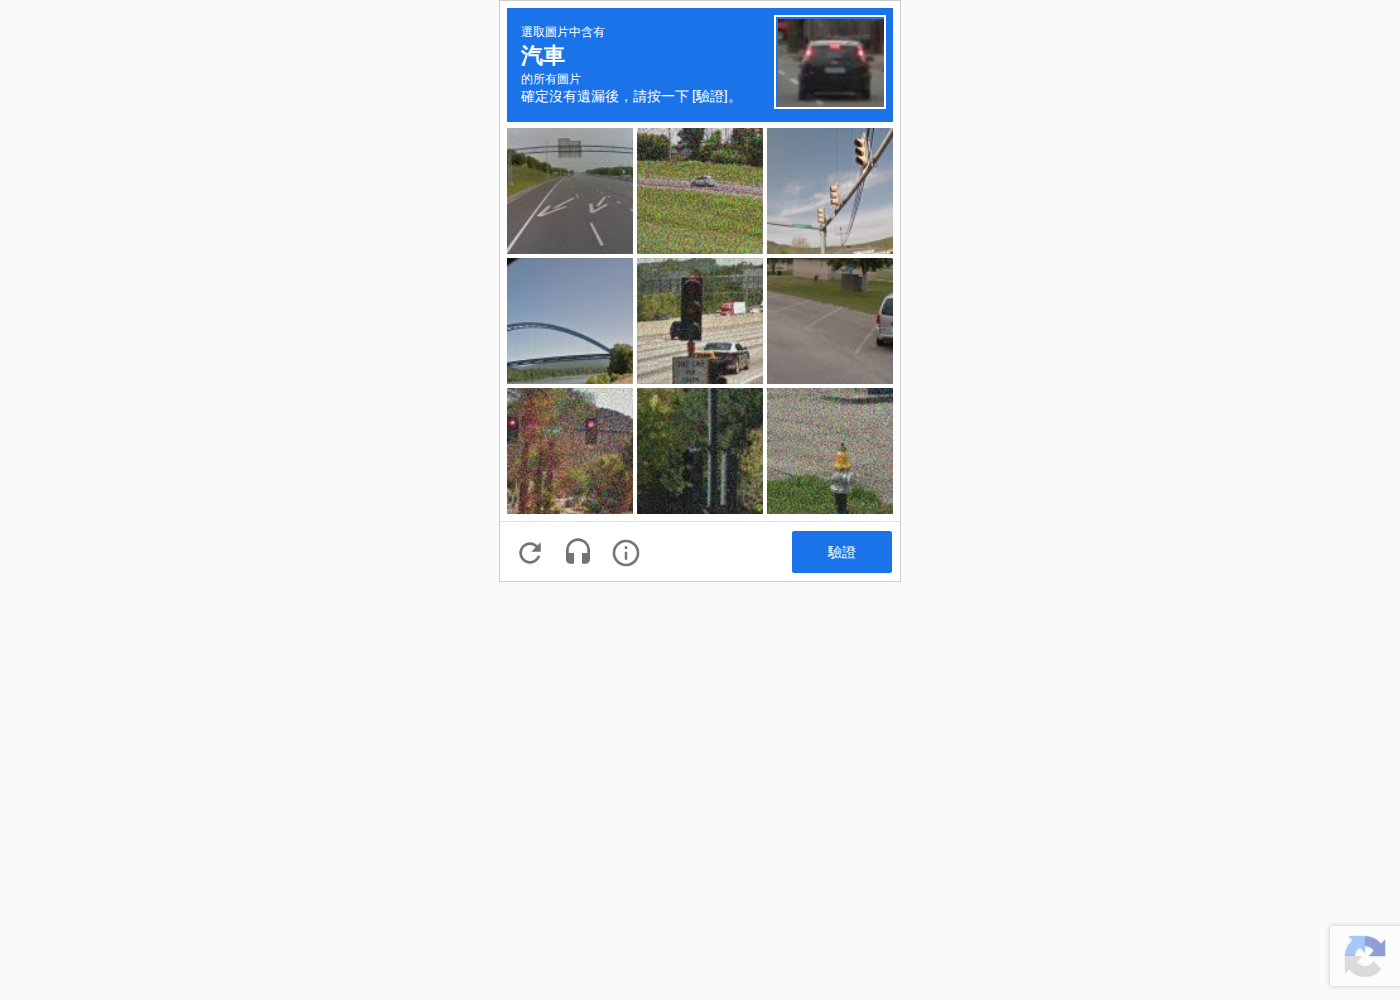 選取圖片中含有
汽車
的所有圖片
確定沒有遺漏後，請按一下 [驗證]。
驗證